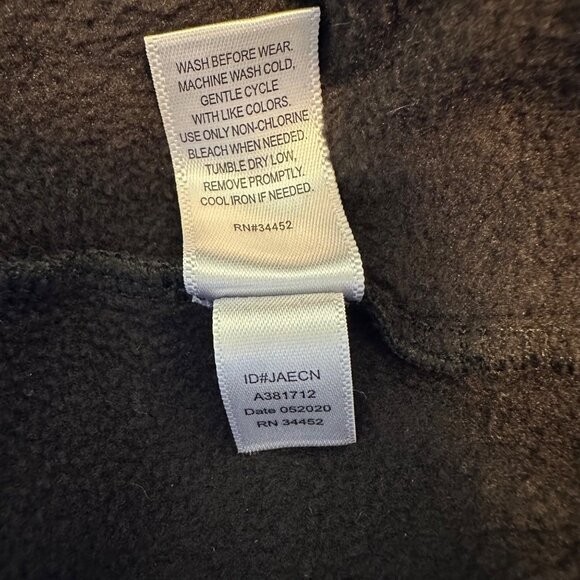 WASH BEFORE WEAR.
MACHINE WASH COLD,
GENTLE CYCLE
WITH LIKE COLORS.
USE ONLY NON-CHLORINE
BLEACH WHEN NEEDED.
TUMBLE DRY LOW,
REMOVE PROMPTLY.
COOL IRON IF NEEDED.
RN#34452
ID#JAECN
A381712
Date 052020
RN 34452